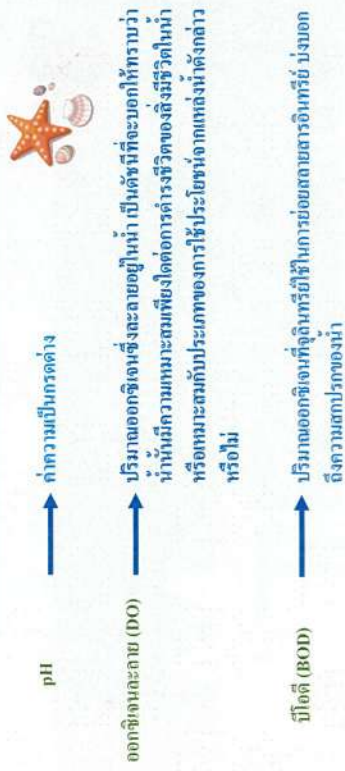 pH
ค่าความเป็นกรดด่าง
ออกซิเจนละลาย (DO)
ปริมาณออกซิเจนซึ่งละลายอยู่ในน้ำ เป็นดัชนีที่จะบอกให้ทราบว่า
น้ำนั้นมีความเหมาะสมเพียงใดต่อการดำรงชีวิตของสิ่งมีชีวิตในน้ำ
หรือเหมาะสมกับประเภทของการใช้ประโยชน์จากแหล่งน้ำดังกล่าว
หรือไม่
บีโอดี (BOD)
ปริมาณออกซิเจนที่จุลินทรีย์ใช้ในการย่อยสลายสารอินทรีย์ บ่งบอก
ถึงความสกปรกของน้ำ